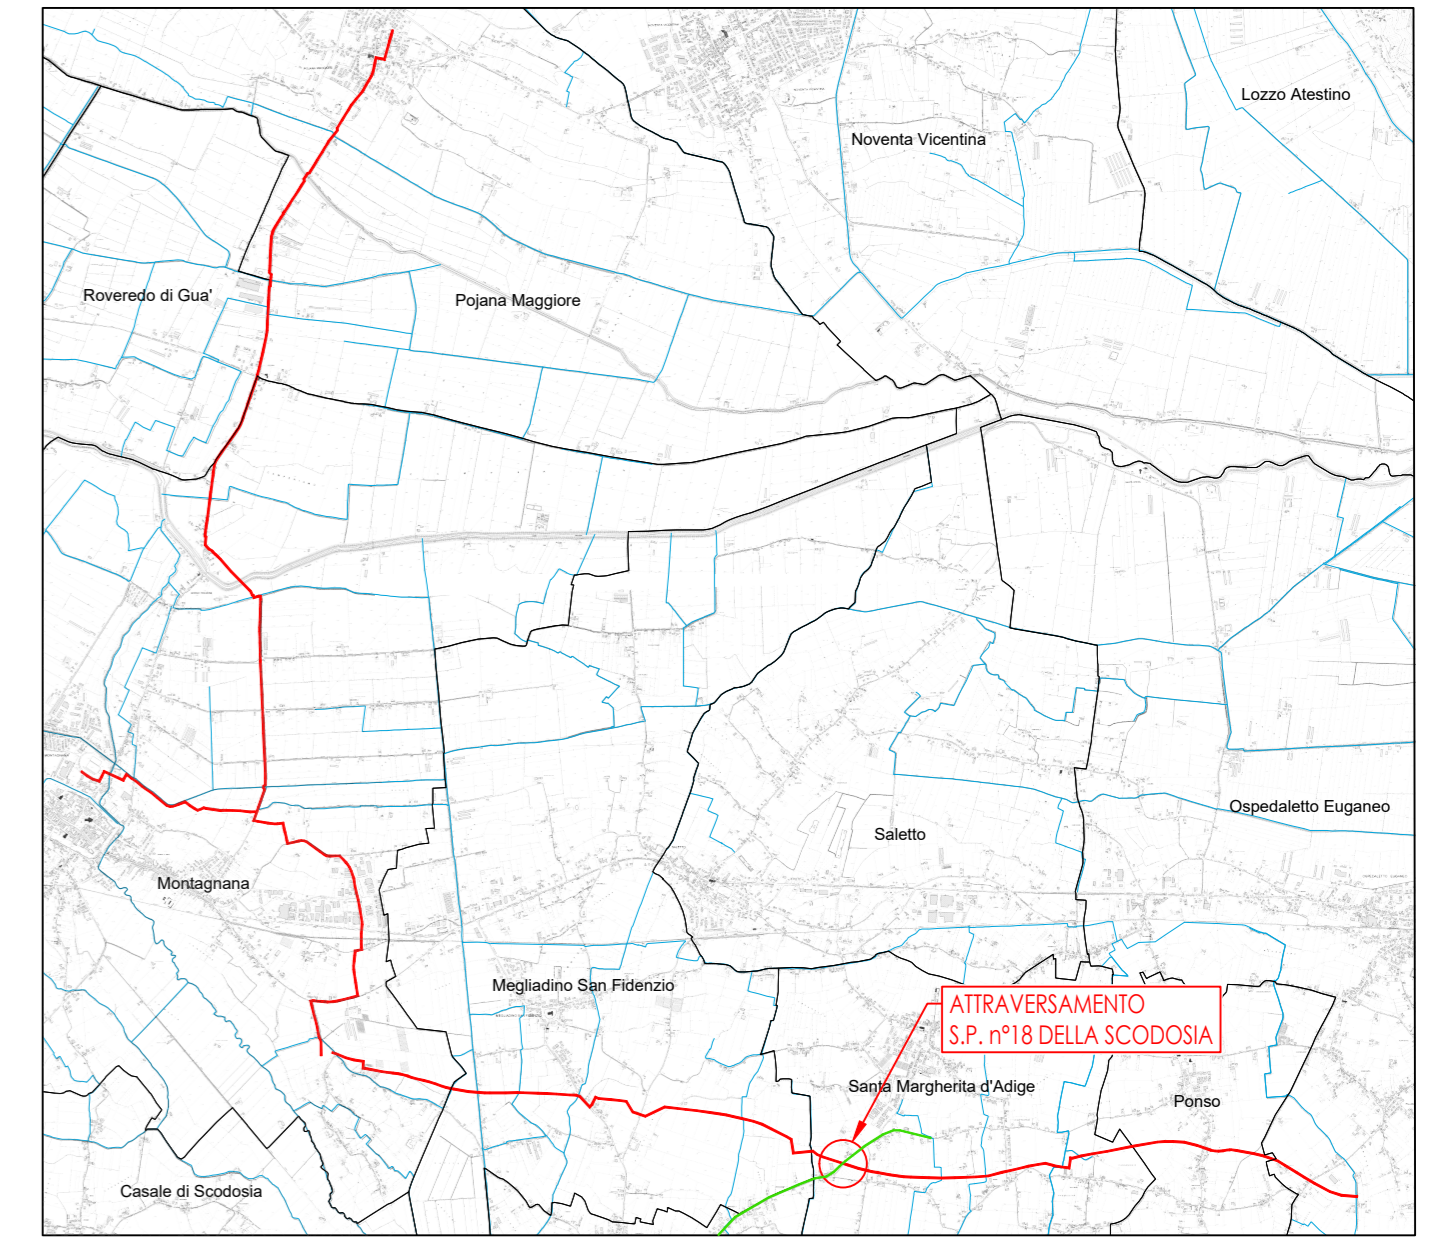 Lozzo Atestino
Noventa Vicentina
Roveredo di Gua'
Pojana Maggiore
Ospedaletto Euganeo
Saletto
Montagnana
Megliadino San Fidenzio
ATTRAVERSAMENTO
S.P. n°18 DELLA SCODOSIA
Santa Margherita d'Adige
Ponso
Casale di Scodosia